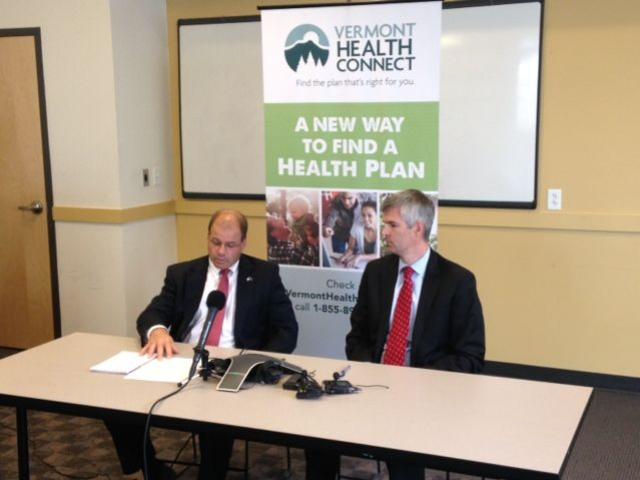 VERMONT
HEALTH
CONNECT
Find the plan that's right for you.
A NEW WAY
TO FIND A
HEALTH PLAN
Check
VermontHealth
call 1-855-89